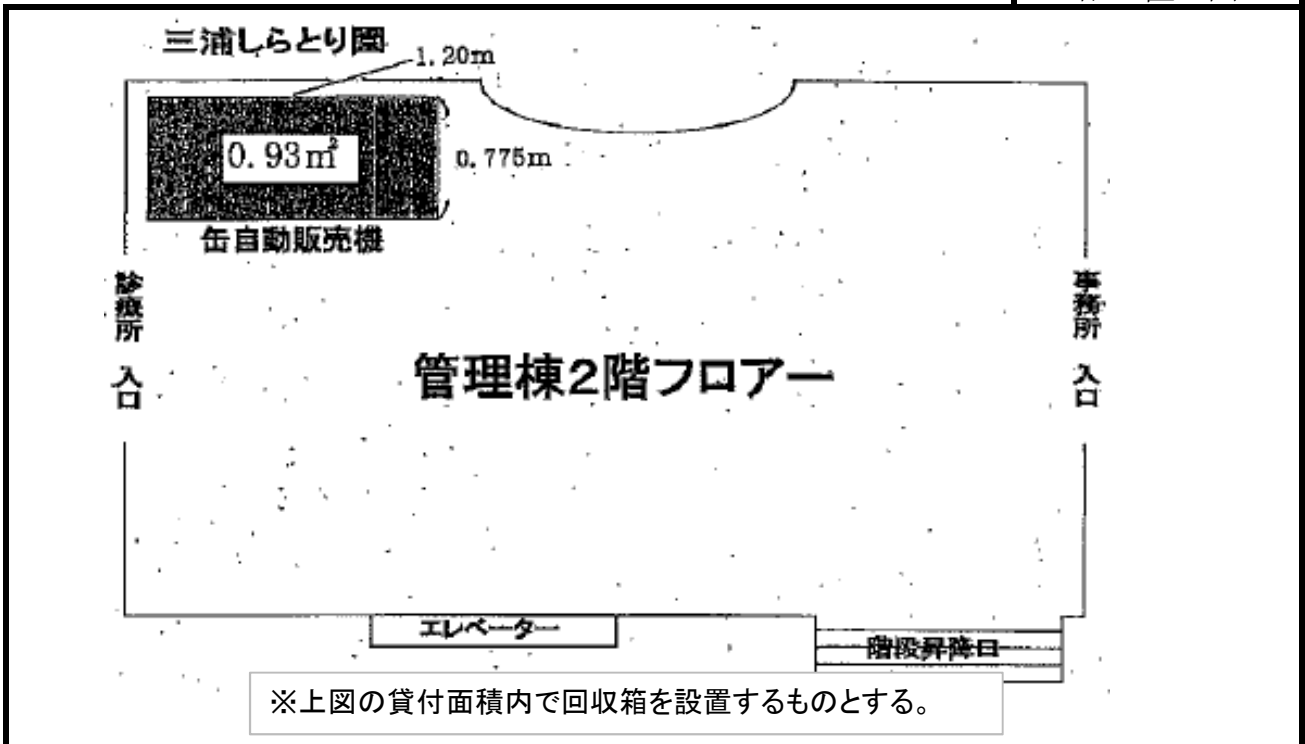 三浦しらとり園
1.20m
0.93㎡
0.775m
缶自動販売機
診療所 入口
事務所 入口
管理棟2階フロアー
エレベーター
階段昇降口
※上図の貸付面積内で回収箱を設置するものとする。